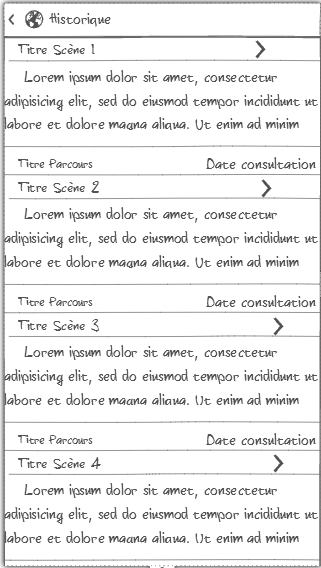 Historique
Titre Scène 1
Lorem ipsum dolor sit amet, consectetur
adipisicing elit, sed do eiusmod tempor incididunt ut
labore et dolore magna aliqua. Ut enim ad minim
Titre Parcours Date consultation
Titre Scène 2
Lorem ipsum dolor sit amet, consectetur
adipisicing elit, sed do eiusmod tempor incididunt ut
labore et dolore magna aliqua. Ut enim ad minim
Titre Parcours Date consultation
Titre Scène 3
Lorem ipsum dolor sit amet, consectetur
adipisicing elit, sed do eiusmod tempor incididunt ut
labore et dolore magna aliqua. Ut enim ad minim
Titre Parcours Date consultation
Titre Scène 4
Lorem ipsum dolor sit amet, consectetur
adipisicing elit, sed do eiusmod tempor incididunt ut
labore et dolore magna aliqua. Ut enim ad minim